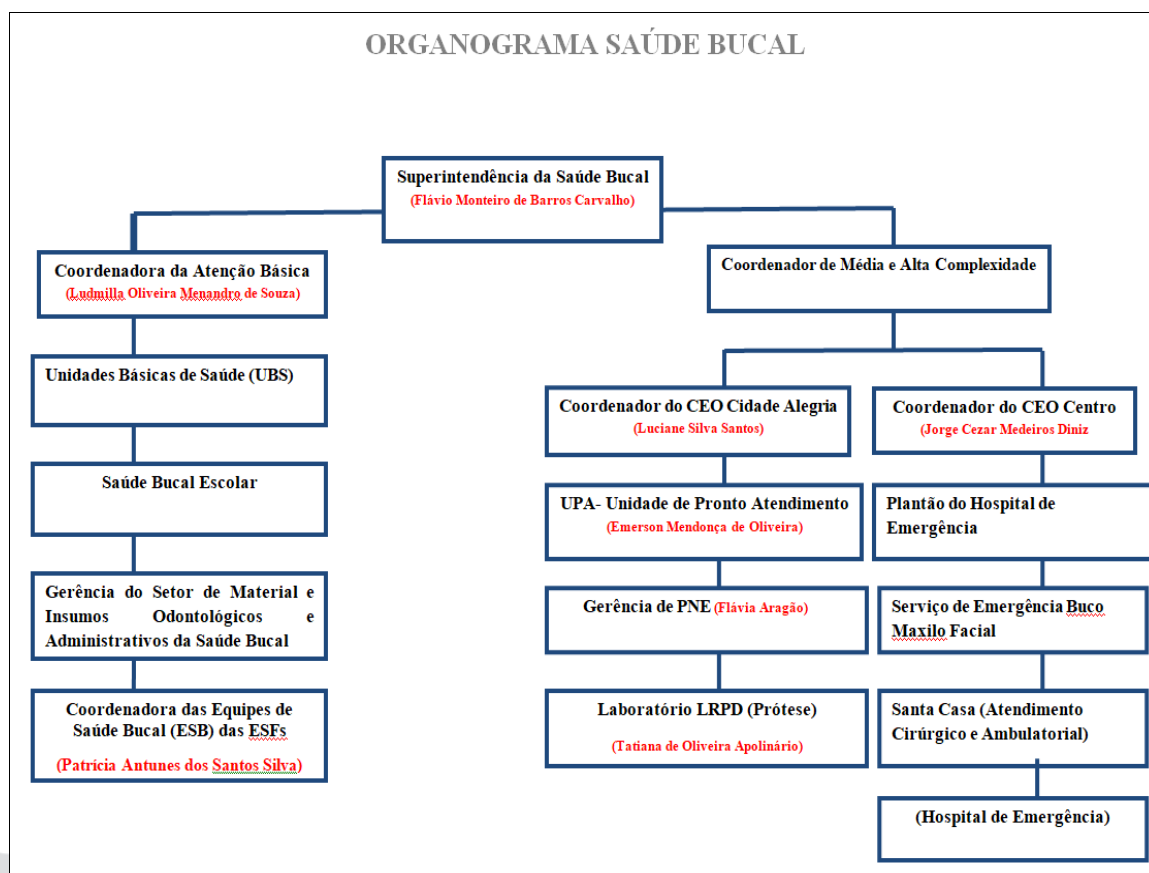 ORGANOGRAMA SAÚDE BUCAL
Superintendência da Saúde Bucal
(Flávio Monteiro de Barros Carvalho)
Coordenadora da Atenção Básica
(Ludmilla Oliveira Menandro de Souza)
Unidades Básicas de Saúde (UBS)
Saúde Bucal Escolar
Gerência do Setor de Material e
Insumos Odontológicos e
Administrativos da Saúde Bucal
Coordenadora das Equipes de
Saúde Bucal (ESB) das ESFs
(Patrícia Antunes dos Santos Silva)
Coordenador de Média e Alta Complexidade
Coordenador do CEO Cidade Alegria
(Luciane Silva Santos)
UPA- Unidade de Pronto Atendimento
(Emerson Mendonça de Oliveira)
Gerência de PNE (Flávia Aragão)
Laboratório LRPD (Prótese)
(Tatiana de Oliveira Apolinário)
Coordenador do CEO Centro
(Jorge Cezar Medeiros Diniz
Plantão do Hospital de
Emergência
Serviço de Emergência Buco
Maxilo Facial
Santa Casa (Atendimento
Cirúrgico e Ambulatorial)
(Hospital de Emergência)